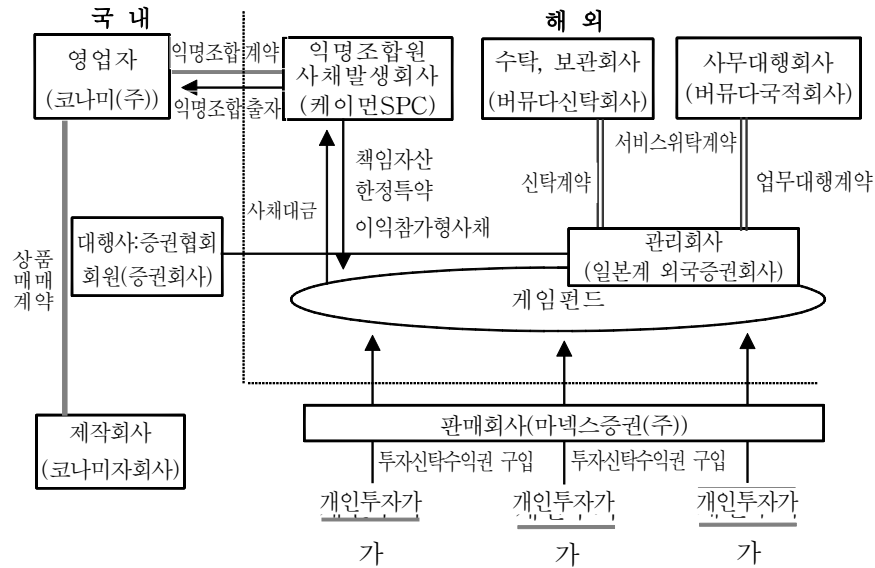 국 내
해 외
영업자
(코나미(주))
익명조합계약
익명조합출자
익명조합원
사채발생회사
(케이먼SPC)
수탁, 보관회사
(버뮤다신탁회사)
사무대행회사
(버뮤다국적회사)
서비스위탁계약
신탁계약
업무대행계약
책임자산
한정특약
이익참가형사채
사채대금
대행사:증권협회
회원(증권회사)
관리회사
(일본계 외국증권회사)
상품
매매
계약
게임펀드
판매회사(마넥스증권(주))
제작회사
(코나미자회사)
투자신탁수익권 구입
투자신탁수익권 구입
개인투자가
개인투자가
개인투자가
가
가
가